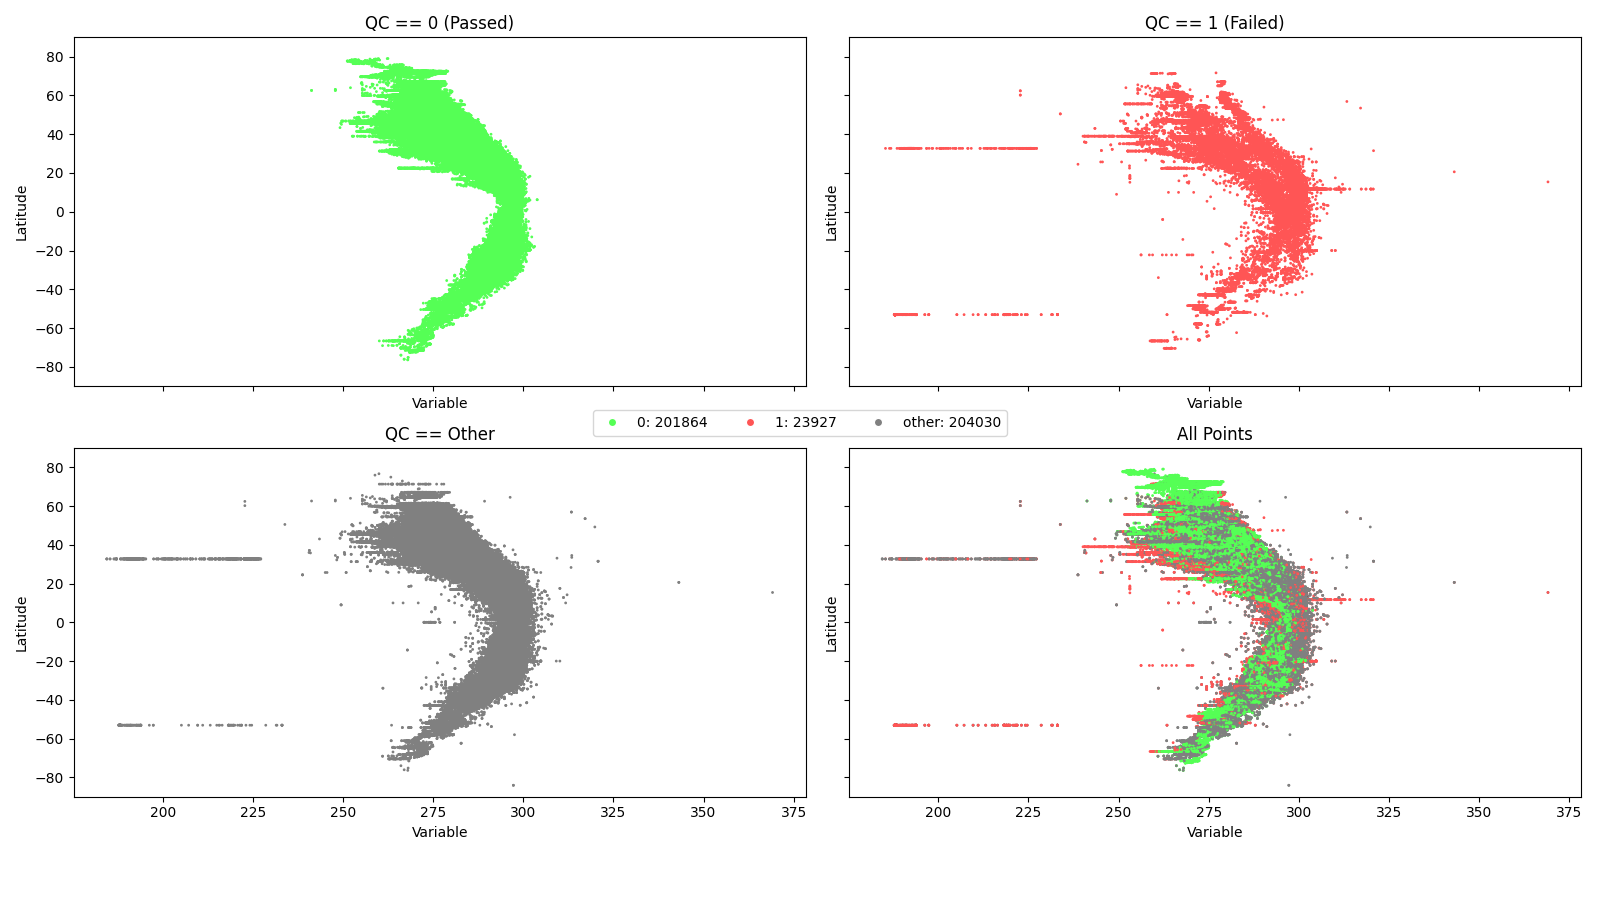 QC == 0 (Passed)
QC == 1 (Failed)
80
60
40
20
0
−20
−40
−60
−80
Latitude
Latitude
Variable
Variable
0: 201864
1: 23927
other: 204030
QC == Other
All Points
80
60
40
20
0
−20
−40
−60
−80
Latitude
Latitude
200
225
250
275
300
325
350
375
200
225
250
275
300
325
350
375
Variable
Variable